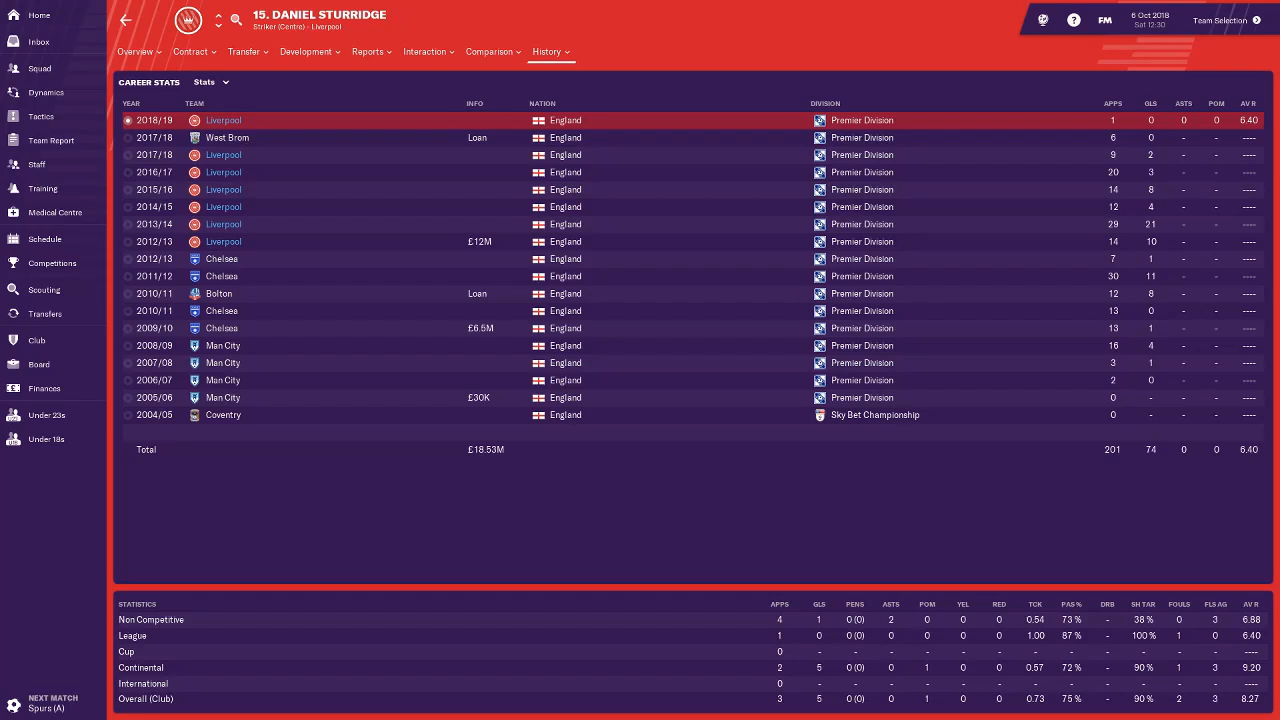 Home
Inbox
Squad
Dynamics
Tactics
Team Report
Staff
Training
Medical Centre
Schedule
Competitions
Scouting
Transfers
Club
Board
Finances
Under 23s
Under 18s
NEXT MATCH
Spurs (A)
15. DANIEL STURRIDGE
Striker (Centre) - Liverpool
FM
6 Oct 2018
Sat 12:30
Team Selection
Overview Contract Transfer Development Reports Interaction Comparison History
CAREER STATS Stats
YEAR TEAM INFO NATION DIVISION APPS GLS ASTS POM AV R
2018/19 Liverpool England Premier Division 1 0 0 0 6.40
2017/18 West Brom Loan England Premier Division 6 0 - - ----
2017/18 Liverpool England Premier Division 9 2 - - ----
2016/17 Liverpool England Premier Division 20 3 - - ----
2015/16 Liverpool England Premier Division 14 8 - - ----
2014/15 Liverpool England Premier Division 12 4 - - ----
2013/14 Liverpool England Premier Division 29 21 - - ----
2012/13 Liverpool £12M England Premier Division 14 10 - - ----
2012/13 Chelsea England Premier Division 7 1 - - ----
2011/12 Chelsea England Premier Division 30 11 - - ----
2010/11 Bolton Loan England Premier Division 12 8 - - ----
2010/11 Chelsea England Premier Division 13 0 - - ----
2009/10 Chelsea £6.5M England Premier Division 13 1 - - ----
2008/09 Man City England Premier Division 16 4 - - ----
2007/08 Man City England Premier Division 3 1 - - ----
2006/07 Man City England Premier Division 2 0 - - ----
2005/06 Man City £30K England Premier Division 0 - - - ----
2004/05 Coventry England Sky Bet Championship 0 - - - ----
Total £18.53M 201 74 0 0 6.40
STATISTICS APPS GLS PENS ASTS POM YEL RED TCK PAS % DRB SH TAR FOULS FLS AG AV R
Non Competitive 4 1 0 (0) 2 0 0 0 0.54 73 % - 38 % 0 3 6.88
League 1 0 0 (0) 0 0 0 0 1.00 87 % - 100 % 1 0 6.40
Cup 0 - - - - - - - - - - - - ----
Continental 2 5 0 (0) - 1 0 0 0.57 72 % - 90 % 1 3 9.20
International 0 - - - - - - - - - - - - ----
Overall (Club) 3 5 0 (0) - 1 0 0 0.73 75 % - 90 % 2 3 8.27